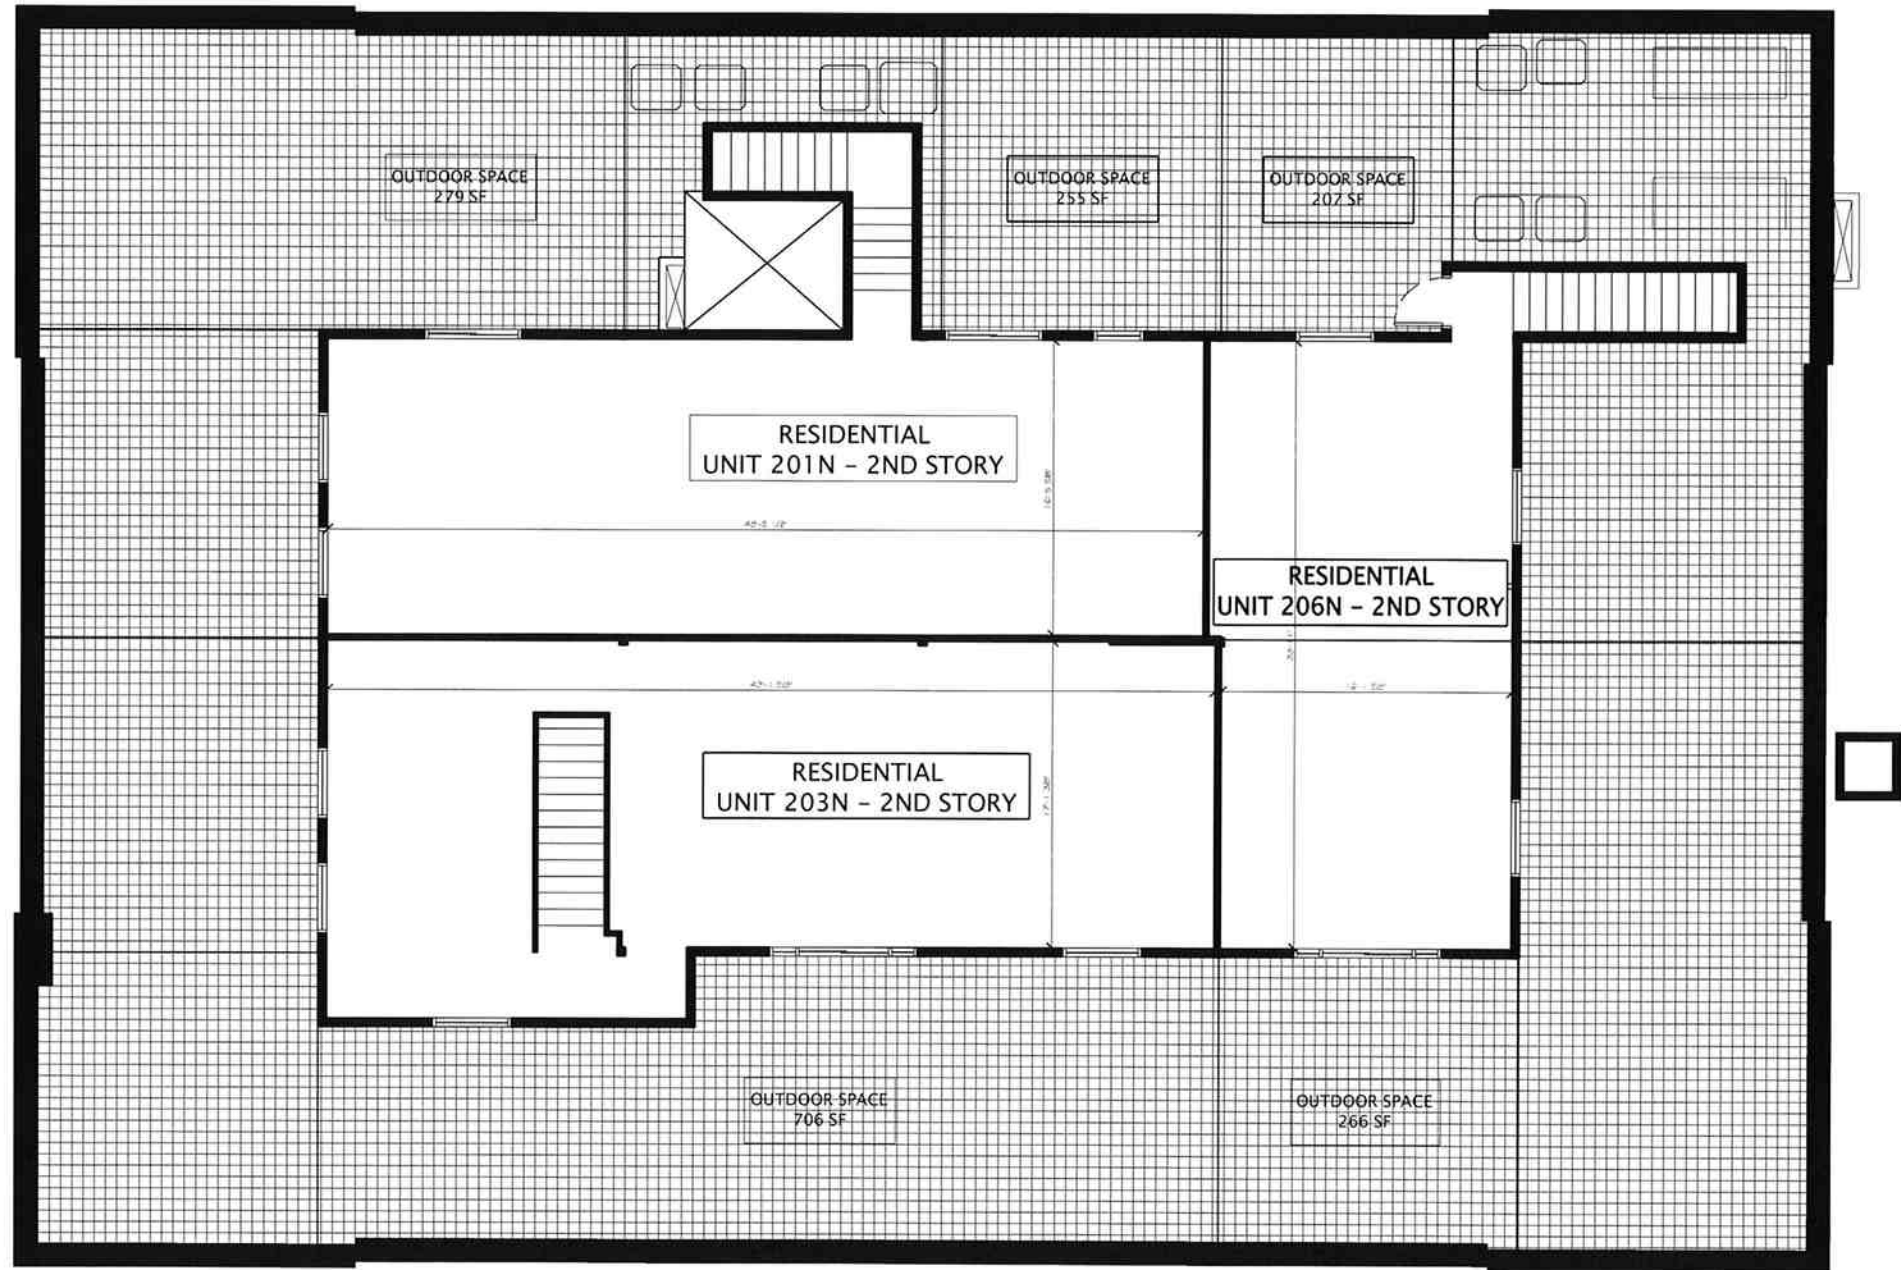 OUTDOOR SPACE
279 SF
OUTDOOR SPACE
255 SF
OUTDOOR SPACE
202 SF
RESIDENTIAL
UNIT 201N – 2ND STORY
RESIDENTIAL
UNIT 206N – 2ND STORY
RESIDENTIAL
UNIT 203N – 2ND STORY
OUTDOOR SPACE
706 SF
OUTDOOR SPACE
266 SF